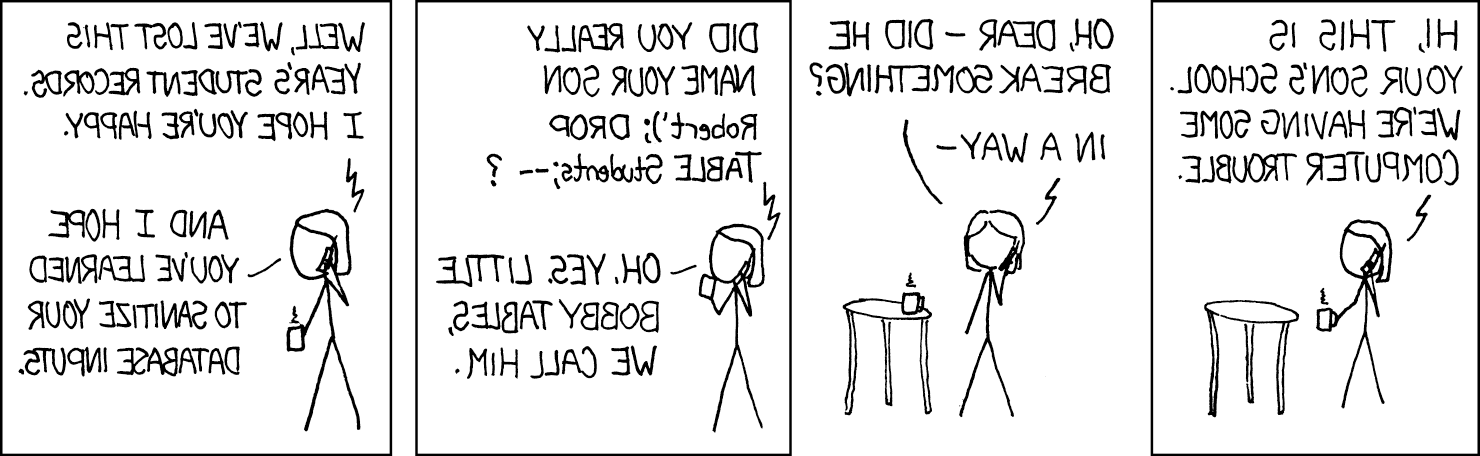 HI, THIS IS
YOUR SON'S SCHOOL.
WE'RE HAVING SOME
COMPUTER TROUBLE.
OH, DEAR – DID HE
BREAK SOMETHING?
IN A WAY–
DID YOU REALLY
NAME YOUR SON
Robert'); DROP
TABLE Students;-- ?
OH, YES. LITTLE
BOBBY TABLES,
WE CALL HIM.
WELL, WE'VE LOST THIS
YEAR'S STUDENT RECORDS.
I HOPE YOU'RE HAPPY.
AND I HOPE
YOU'VE LEARNED
TO SANITIZE YOUR
DATABASE INPUTS.